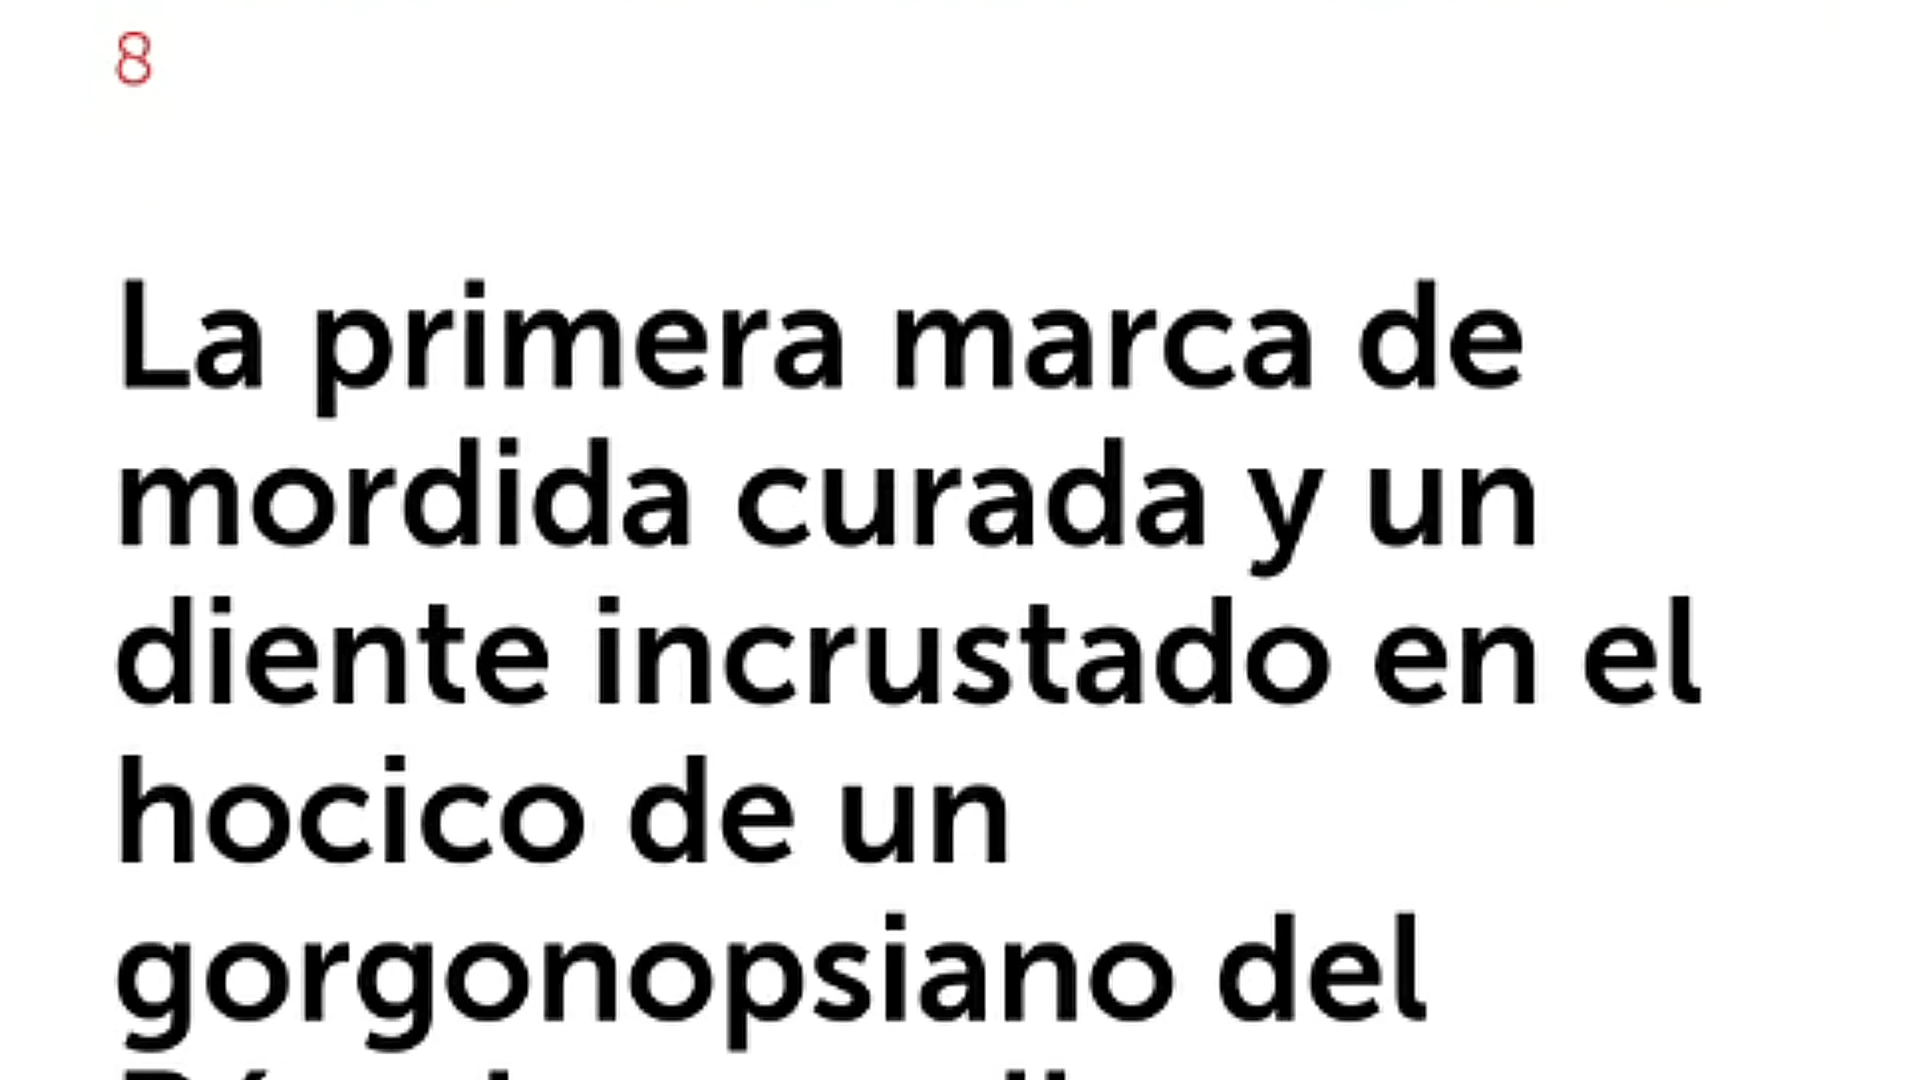 8
La primera marca de
mordida curada y un
diente incrustado en el
hocico de un
gorgonopsiano del